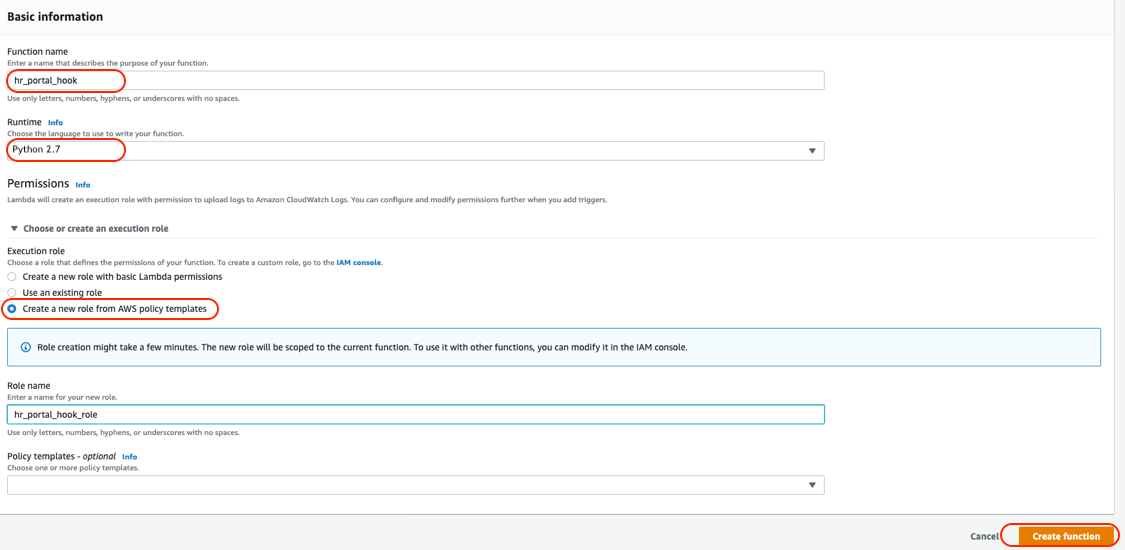 Basic information
Function name
Enter a name that describes the purpose of your function.
hr_portal_hook
Use only letters, numbers, hyphens, or underscores with no spaces.
Runtime Info
Choose the language to use to write your function.
Python 2.7
Permissions Info
Lambda will create an execution role with permission to upload logs to Amazon CloudWatch Logs. You can configure and modify permissions further when you add triggers.
Choose or create an execution role
Execution role
Choose a role that defines the permissions of your function. To create a custom role, go to the IAM console.
Create a new role with basic Lambda permissions
Use an existing role
Create a new role from AWS policy templates
Role creation might take a few minutes. The new role will be scoped to the current function. To use it with other functions, you can modify it in the IAM console.
Role name
Enter a name for your new role.
hr_portal_hook_role
Use only letters, numbers, hyphens, or underscores with no spaces.
Policy templates - optional Info
Choose one or more policy templates.
Cancel Create function